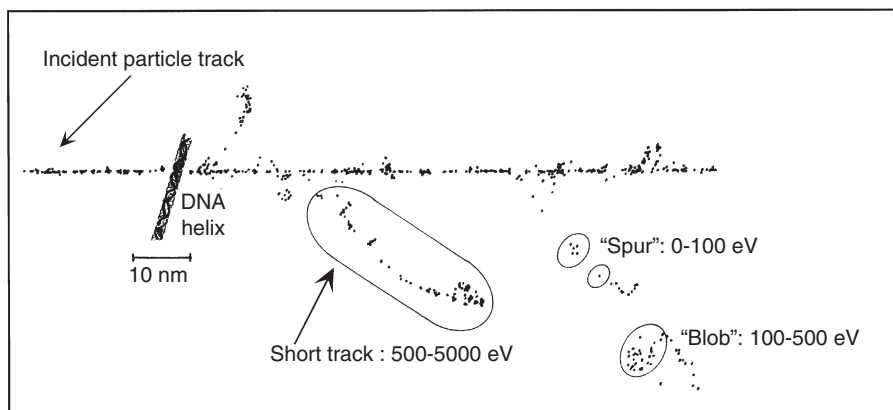 Incident particle track
DNA
helix
10 nm
"Spur": 0-100 eV
Short track : 500-5000 eV
"Blob": 100-500 eV